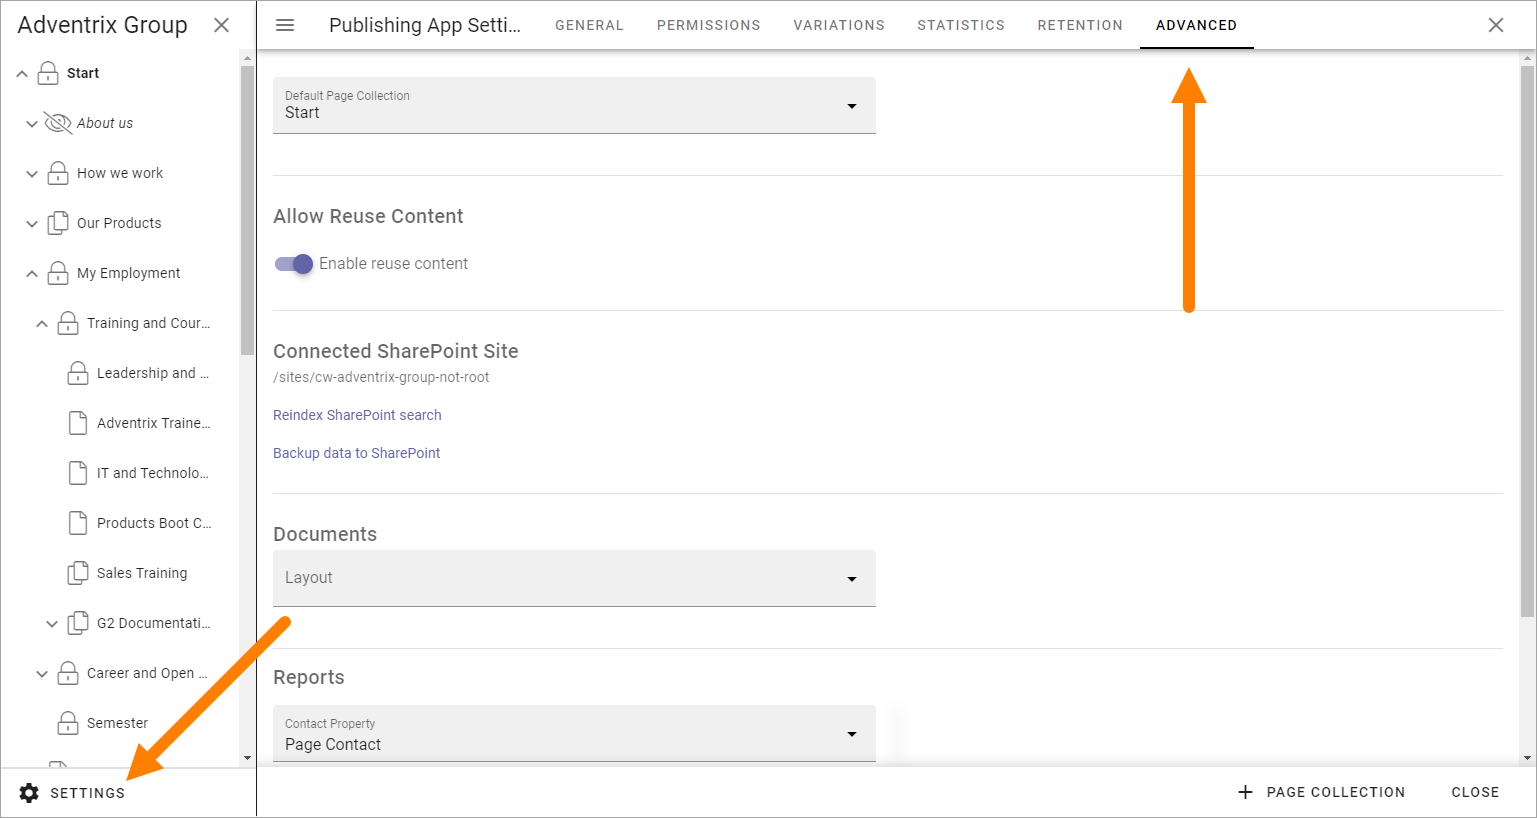 Adventrix Group
Start
About us
How we work
Our Products
My Employment
Training and Cour...
Leadership and ...
Adventrix Traine...
IT and Technolo...
Products Boot C...
Sales Training
G2 Documentati...
Career and Open ...
Semester
SETTINGS
Publishing App Setti... GENERAL PERMISSIONS VARIATIONS STATISTICS RETENTION ADVANCED
Default Page Collection
Start
Allow Reuse Content
Enable reuse content
Connected SharePoint Site
/sites/cw-adventrix-group-not-root
Reindex SharePoint search
Backup data to SharePoint
Documents
Layout
Reports
Contact Property
Page Contact
PAGE COLLECTION CLOSE